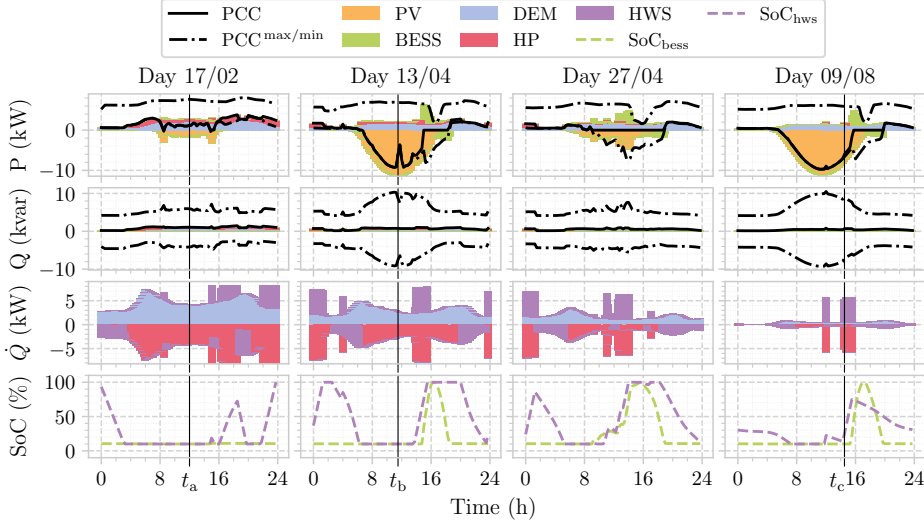 PCC PV DEM HWS SoC_hws
PCC^max/min BESS HP SoC_bess
Day 17/02 Day 13/04 Day 27/04 Day 09/08
P (kW)
0
−10
Q (kvar)
10
0
−10
Q̇ (kW)
5
0
−5
SoC (%)
100
50
0
0 8 t_a 16 24 0 8 t_b 16 24 0 8 16 24 0 8 t_c 16 24
Time (h)